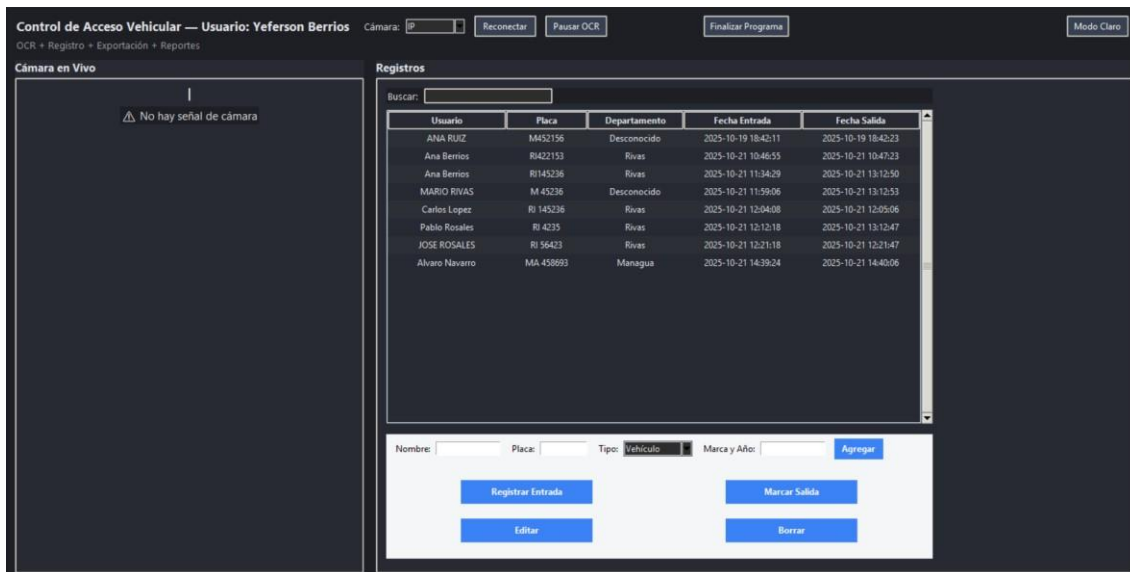 Control de Acceso Vehicular — Usuario: Yeferson Berrios Cámara: IP Reconectar Pausar OCR Finalizar Programa Modo Claro
OCR + Registro + Exportación + Reportes
Cámara en Vivo
⚠ No hay señal de cámara
Registros
Buscar:
Usuario Placa Departamento Fecha Entrada Fecha Salida
ANA RUIZ M452156 Desconocido 2025-10-19 18:42:11 2025-10-19 18:42:23
Ana Berrios RI422153 Rivas 2025-10-21 10:46:55 2025-10-21 10:47:23
Ana Berrios RI145236 Rivas 2025-10-21 11:34:29 2025-10-21 13:12:50
MARIO RIVAS M 45236 Desconocido 2025-10-21 11:59:06 2025-10-21 13:12:53
Carlos Lopez RI 145236 Rivas 2025-10-21 12:04:08 2025-10-21 12:05:06
Pablo Rosales RI 4235 Rivas 2025-10-21 12:12:18 2025-10-21 13:12:47
JOSE ROSALES RI 56423 Rivas 2025-10-21 12:21:18 2025-10-21 12:21:47
Alvaro Navarro MA 458693 Managua 2025-10-21 14:39:24 2025-10-21 14:40:06
Nombre: Placa: Tipo: Vehículo Marca y Año: Agregar
Registrar Entrada Marcar Salida
Editar Borrar